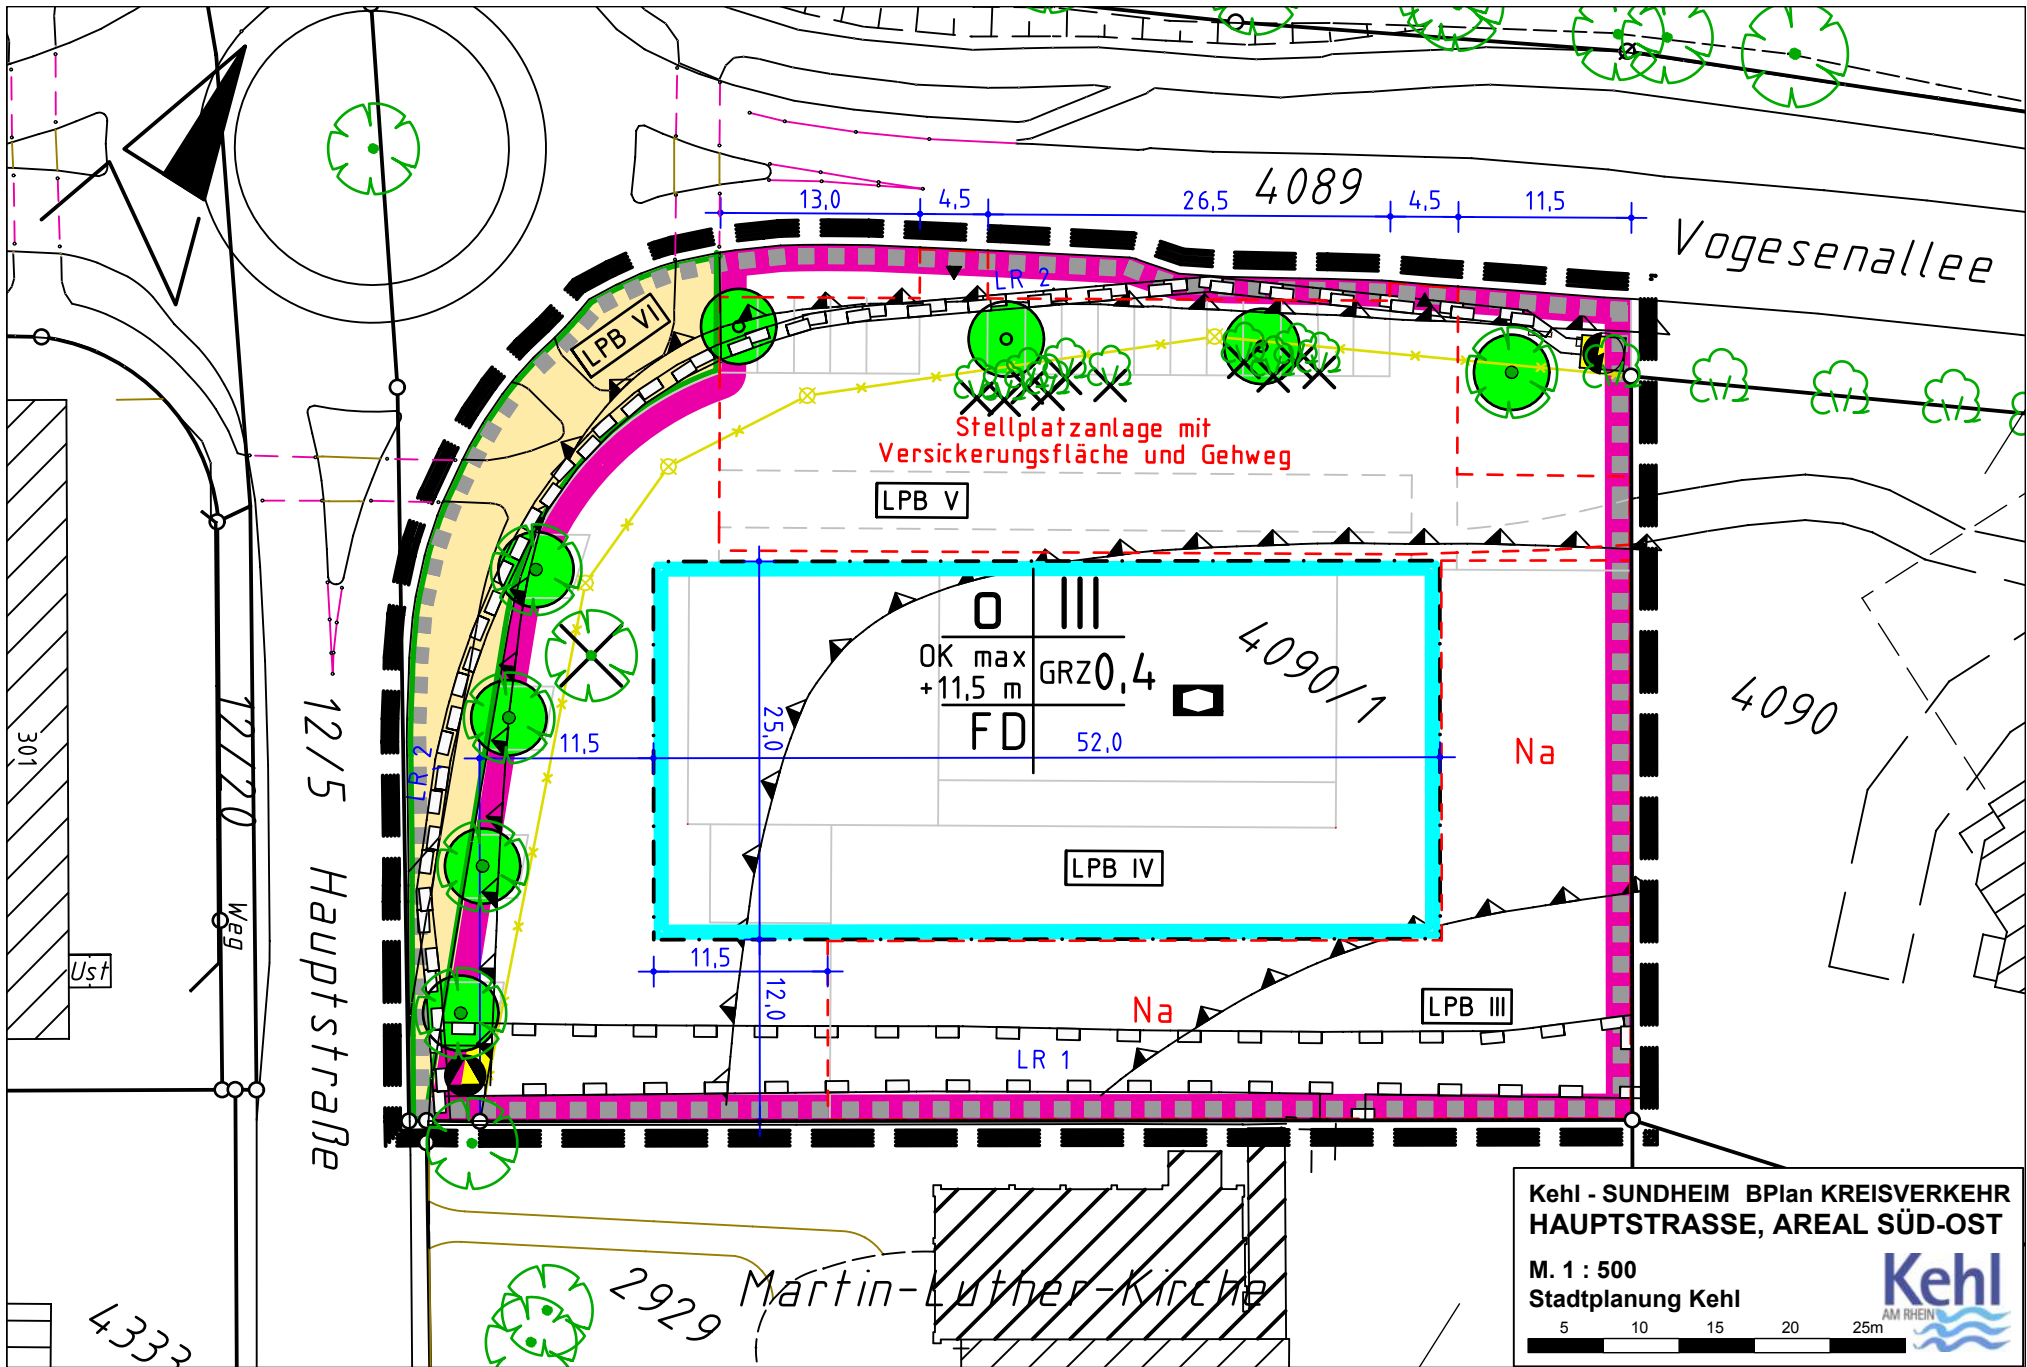 4089
13,0
4,5
26,5
4,5
11,5
Vogesenallee
LR 2
LPB VI
Stellplatzanlage mit
Versickerungsfläche und Gehweg
LPB V
o III
OK max
+11,5 m
GRZ 0,4
FD
4090/1
4090
11,5
25,0
52,0
Na
LR 2
301
12/20
12/5 Hauptstraße
Weg
Üst
LPB IV
11,5
12,0
Na
LPB III
LR 1
4333
2929
Martin-Luther-Kirche
Kehl - SUNDHEIM BPlan KREISVERKEHR
HAUPTSTRASSE, AREAL SÜD-OST
M. 1 : 500
Stadtplanung Kehl
5 10 15 20 25m
Kehl
AM RHEIN